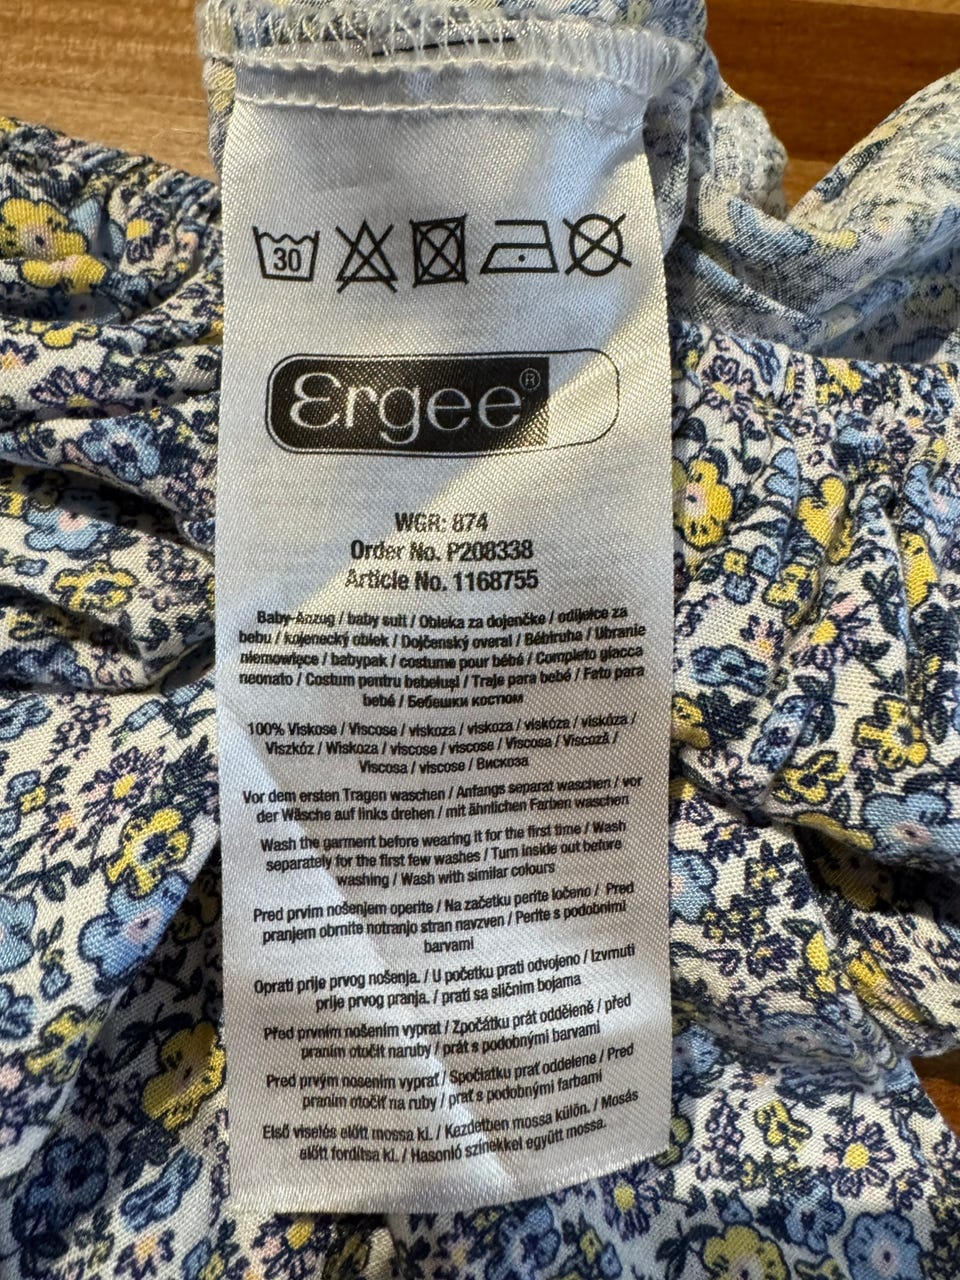 30
Ergee®
WGR: 874
Order No. P208338
Article No. 1168755
Baby-Anzug / baby suit / Obleka za dojenčke / odijelce za
bebu / kojenecký oblek / Dojčenský overal / Bébiruha / Ubranie
niemowlęce / babypak / costume pour bébé / Completo giacca
neonato / Costum pentru bebeluși / Traje para bebé / Fato para
bebé / Бебешки костюм
100% Viskose / Viscose / viskoza / viskoza / viskóza / viskóza /
Viszkóz / Wiskoza / viscose / viscose / Viscosa / Viscoză /
Viscosa / viscose / Вискоза
Vor dem ersten Tragen waschen / Anfangs separat waschen / vor
der Wäsche auf links drehen / mit ähnlichen Farben waschen
Wash the garment before wearing it for the first time / Wash
separately for the first few washes / Turn inside out before
washing / Wash with similar colours
Pred prvim nošenjem operite / Na začetku perite ločeno / Pred
pranjem obrnite notranjo stran navzven / Perite s podobnimi
barvami
Oprati prije prvog nošenja. / U početku prati odvojeno / Izvrnuti
prije prvog pranja. / prati sa sličnim bojama
Před prvním nošením vyprat / Zpočátku prát odděleně / před
praním otočit naruby / prát s podobnými barvami
Pred prvým nosením vyprať / Spočiatku prať oddelene / Pred
praním otočiť na ruby / prať s podobnými farbami
Első viselés előtt mossa ki. / Kezdetben mossa külön. / Mosás
előtt fordítsa ki. / Hasonló színekkel együtt mossa.